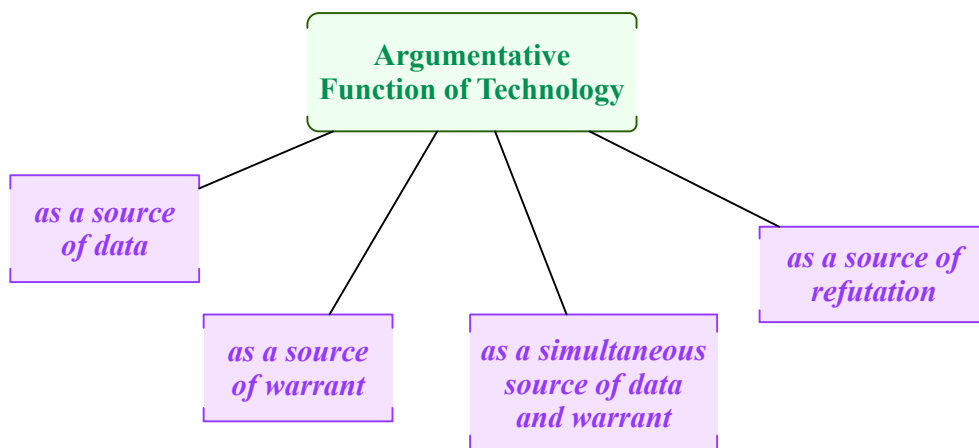 Argumentative
Function of Technology
as a source
of data
as a source
of warrant
as a simultaneous
source of data
and warrant
as a source of
refutation